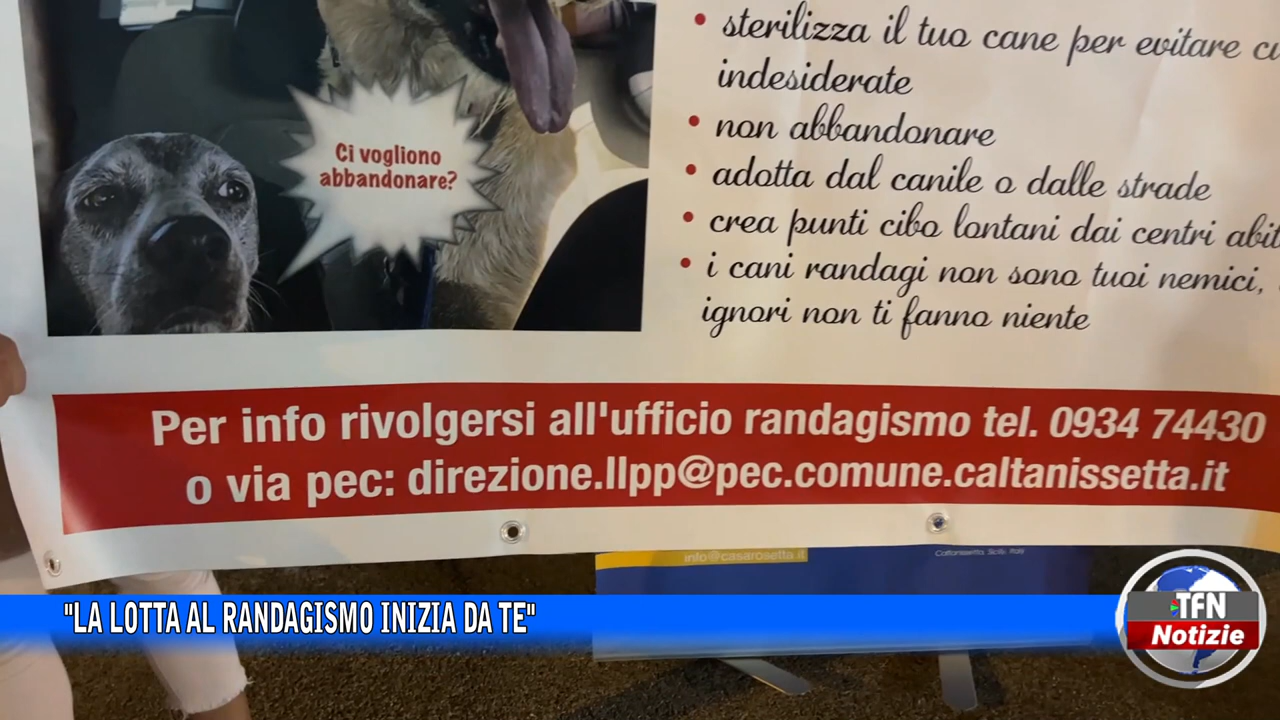 sterilizza il tuo cane per evitare
indesiderate
non abbandonare
adotta dal canile o dalle strade
crea punti cibo lontani dai centri
i cani randagi non sono tuoi nemici,
ignori non ti fanno niente
Ci vogliono
abbandonare?
Per info rivolgersi all'ufficio randagismo tel. 0934 74430
o via pec: direzione.llpp@pec.comune.caltanissetta.it
info@casarosetta.it
Caltanissetta Sicily Italy
"LA LOTTA AL RANDAGISMO INIZIA DA TE"
TFN
Notizie